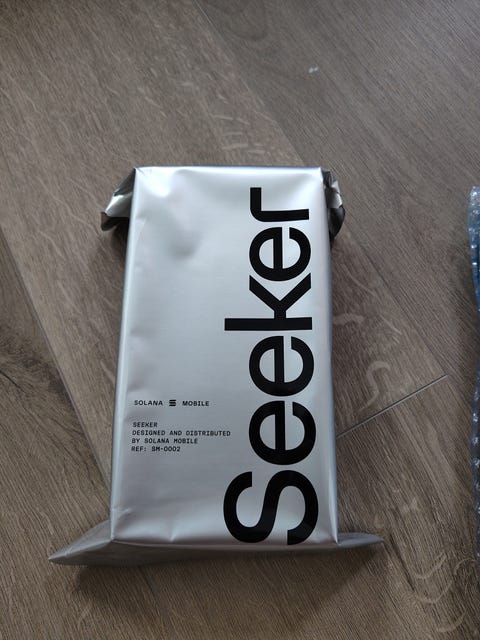 Seeker
SOLANA MOBILE
SEEKER
DESIGNED AND DISTRIBUTED
BY SOLANA MOBILE
REF: SM-0002